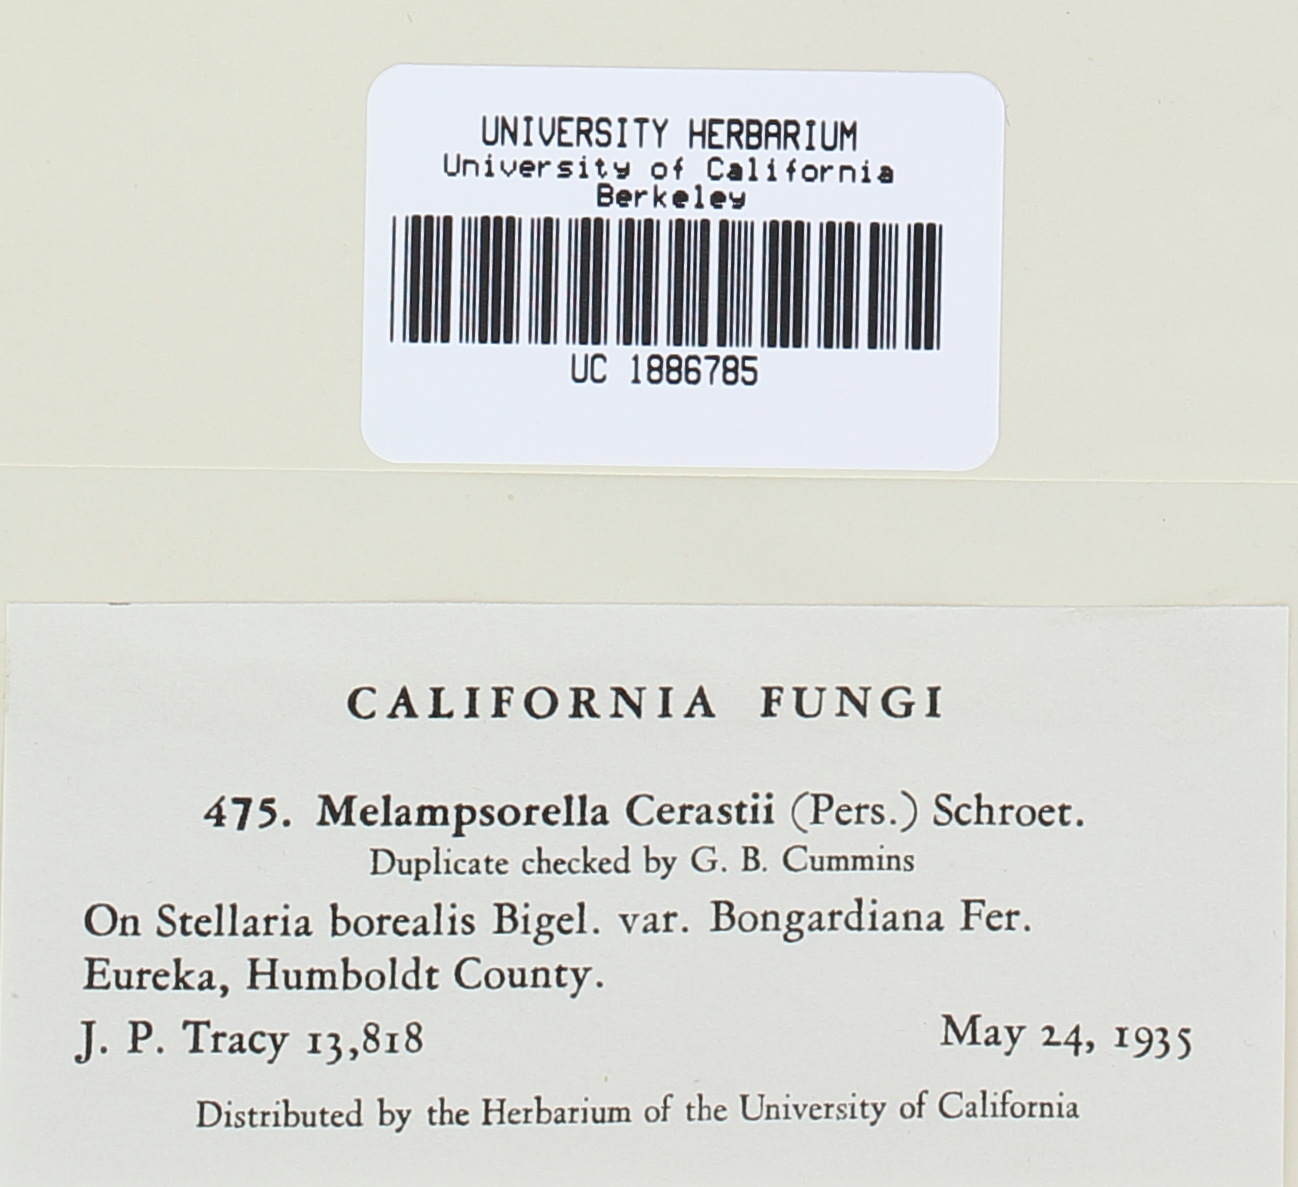 UNIVERSITY HERBARIUM
University of California
Berkeley
UC 1886785
CALIFORNIA FUNGI
475. Melampsorella Cerastii (Pers.) Schroet.
Duplicate checked by G. B. Cummins
On Stellaria borealis Bigel. var. Bongardiana Fer.
Eureka, Humboldt County.
J. P. Tracy 13,818 May 24, 1935
Distributed by the Herbarium of the University of California